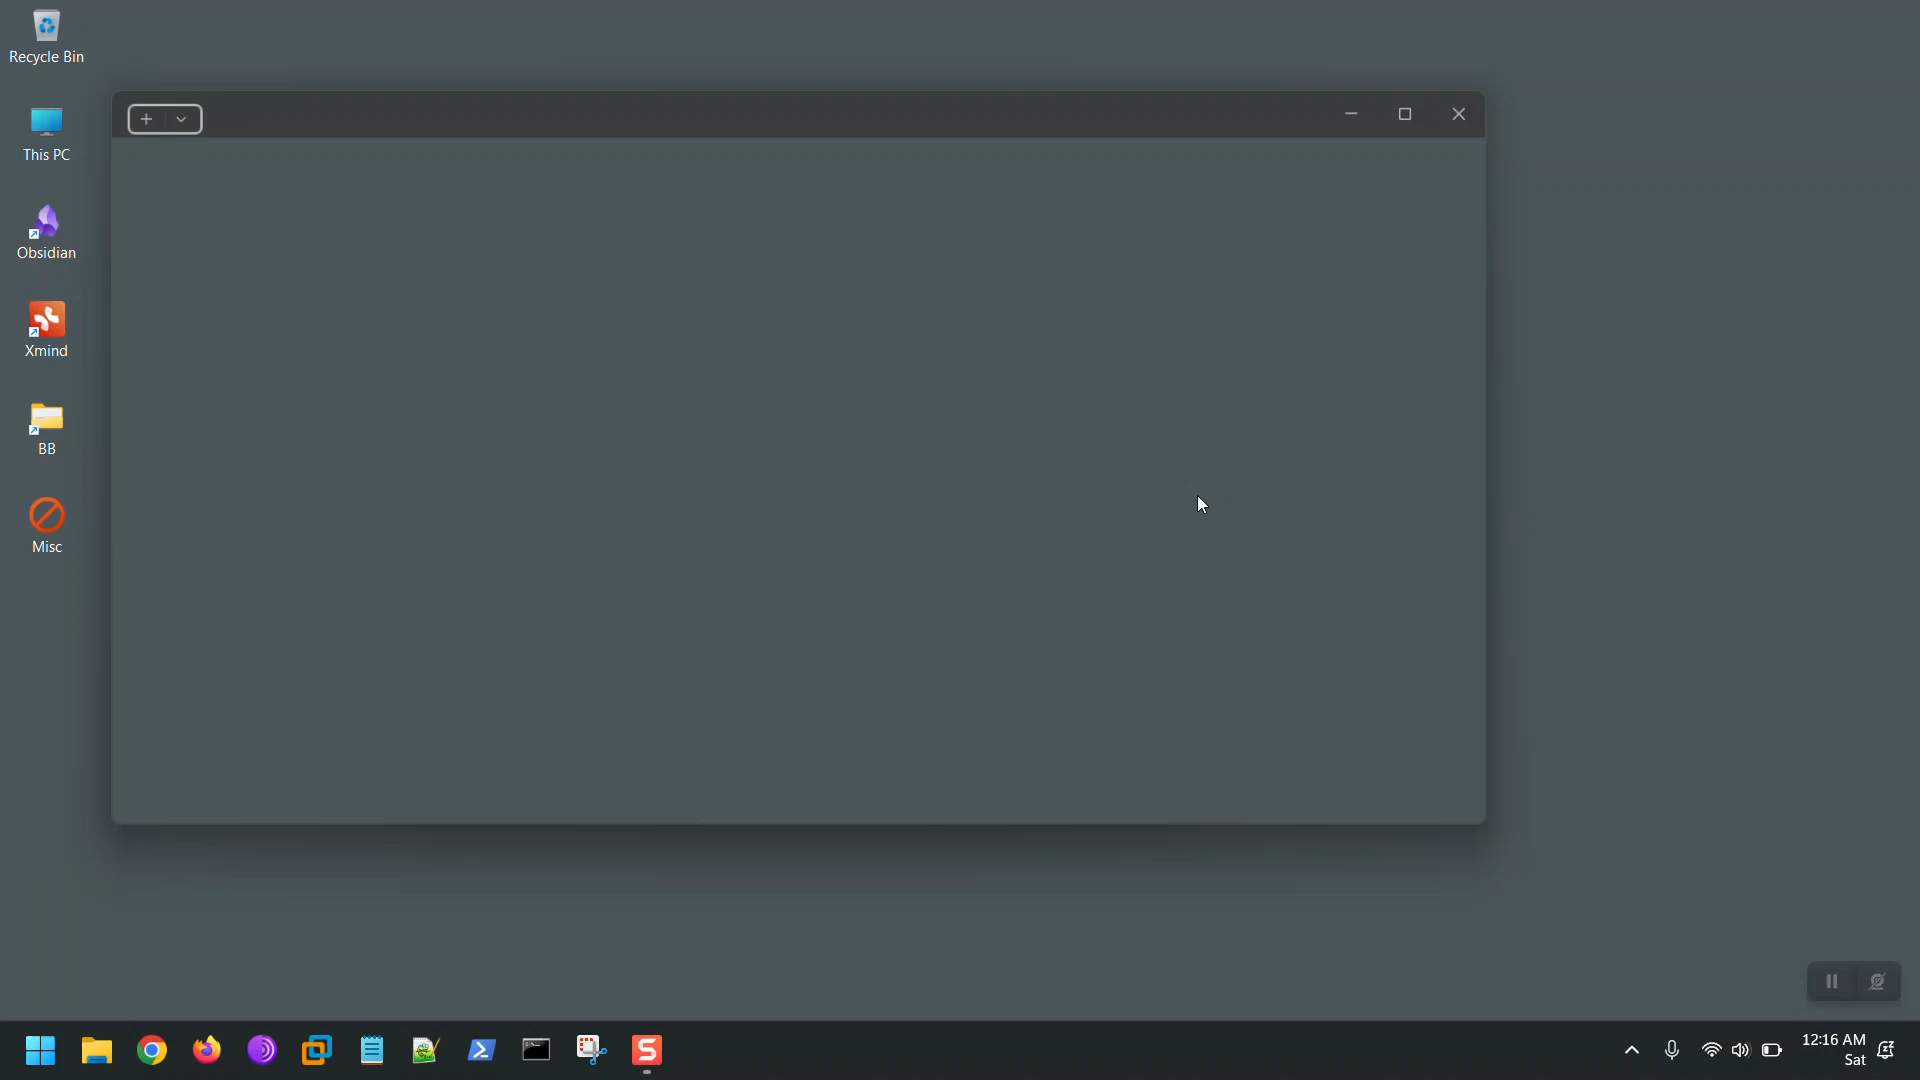 Recycle Bin
This PC
Obsidian
Xmind
BB
Misc
12:16 AM
Sat